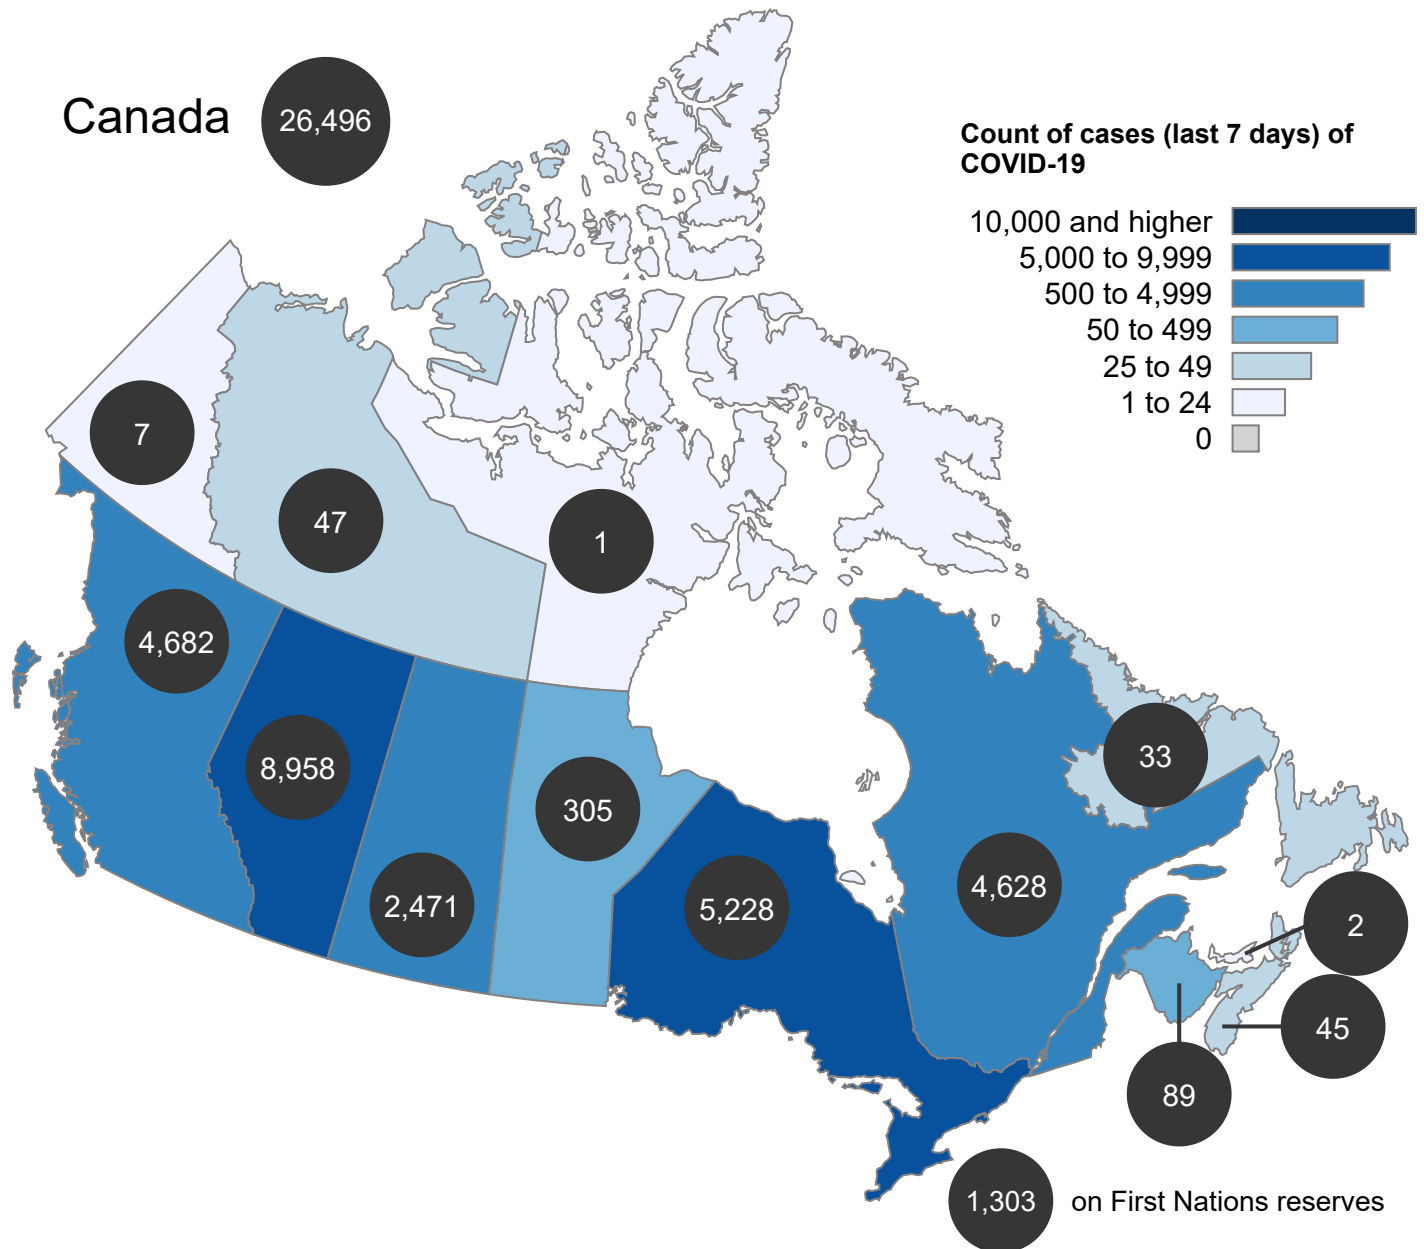 Canada
26,496
Count of cases (last 7 days) of
COVID-19
10,000 and higher
5,000 to 9,999
500 to 4,999
50 to 499
25 to 49
1 to 24
0
7
47
1
4,682
8,958
2,471
305
5,228
4,628
33
2
45
89
1,303 on First Nations reserves